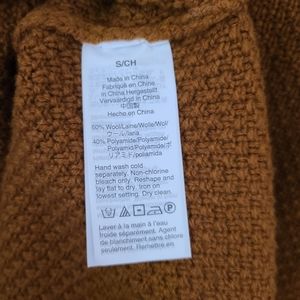 S/CH
Made in China
Fabriqué en Chine
in China Hergestellt
Vervaardigd in China
中国製
Hecho en China
60% Wool/Laine/Wolle/Wol/
ウール/lana
40% Polyamide/Polyamide/
Polyamid/Polyamide/ポ
リアミド/poliamida
Hand wash cold
separately. Non-chlorine
bleach only. Reshape and
lay flat to dry. Iron on
lowest setting. Dry clean.
Laver à la main à l'eau
froide séparément. Agent
de blanchiment sans chlore
seulement. Remettre en